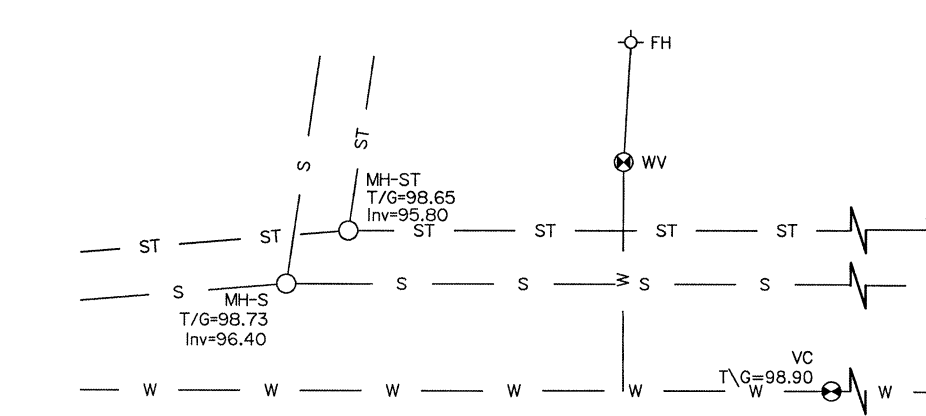 FH
S
ST
WV
MH-ST
T/G=98.65
Inv=95.80
ST ST ST ST ST ST
S S S W S S
MH-S
T/G=98.73
Inv=96.40
VC
T\G=98.90
W W W W W W W